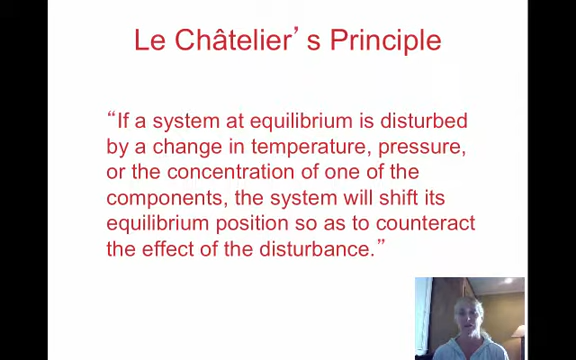 Le Châtelier’s Principle
“If a system at equilibrium is disturbed
by a change in temperature, pressure,
or the concentration of one of the
components, the system will shift its
equilibrium position so as to counteract
the effect of the disturbance.”